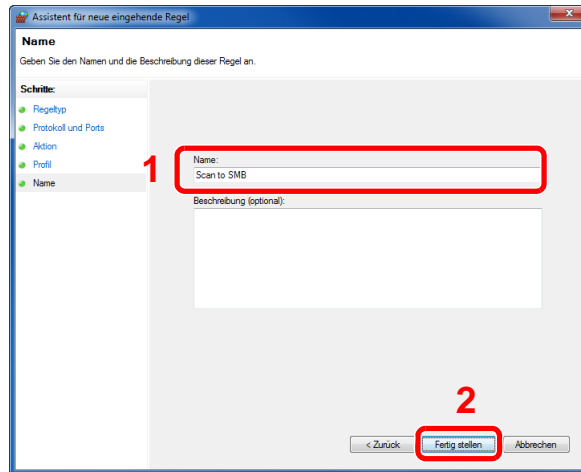 Assistent für neue eingehende Regel
Name
Geben Sie den Namen und die Beschreibung dieser Regel an.
Schritte:
Regeltyp
Protokoll und Ports
Aktion
Profil
Name
1
Name:
Scan to SMB
Beschreibung (optional):
2
< Zurück Fertig stellen Abbrechen